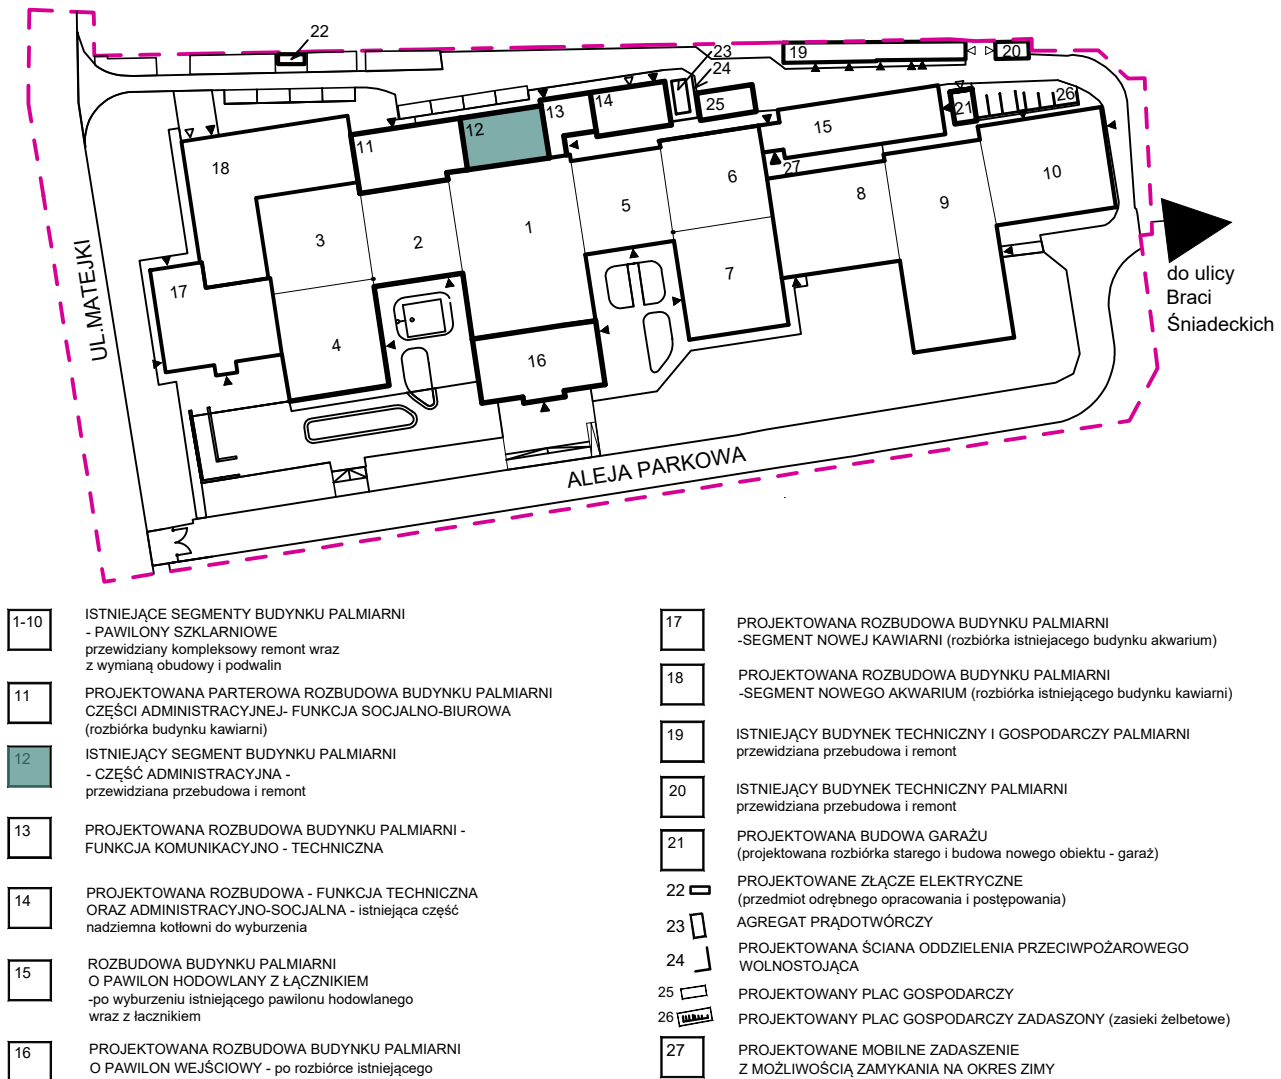 22
23
24
19
20
26
21
25
14
13
12
11
15
27
18
10
6
8
5
9
1
3
2
7
17
4
16
UL.MATEJKI
ALEJA PARKOWA
do ulicy
Braci
Śniadeckich
1-10
ISTNIEJĄCE SEGMENTY BUDYNKU PALMIARNI
- PAWILONY SZKLARNIOWE
przewidziany kompleksowy remont wraz
z wymianą obudowy i podwalin
11
PROJEKTOWANA PARTEROWA ROZBUDOWA BUDYNKU PALMIARNI
CZĘŚCI ADMINISTRACYJNEJ- FUNKCJA SOCJALNO-BIUROWA
(rozbiórka budynku kawiarni)
12
ISTNIEJĄCY SEGMENT BUDYNKU PALMIARNI
- CZĘŚĆ ADMINISTRACYJNA -
przewidziana przebudowa i remont
13
PROJEKTOWANA ROZBUDOWA BUDYNKU PALMIARNI -
FUNKCJA KOMUNIKACYJNO - TECHNICZNA
14
PROJEKTOWANA ROZBUDOWA - FUNKCJA TECHNICZNA
ORAZ ADMINISTRACYJNO-SOCJALNA - istniejąca część
nadziemna kotłowni do wyburzenia
15
ROZBUDOWA BUDYNKU PALMIARNI
O PAWILON HODOWLANY Z ŁĄCZNIKIEM
-po wyburzeniu istniejącego pawilonu hodowlanego
wraz z łacznikiem
16
PROJEKTOWANA ROZBUDOWA BUDYNKU PALMIARNI
O PAWILON WEJŚCIOWY - po rozbiórce istniejącego
17
PROJEKTOWANA ROZBUDOWA BUDYNKU PALMIARNI
-SEGMENT NOWEJ KAWIARNI (rozbiórka istniejacego budynku akwarium)
18
PROJEKTOWANA ROZBUDOWA BUDYNKU PALMIARNI
-SEGMENT NOWEGO AKWARIUM (rozbiórka istniejącego budynku kawiarni)
19
ISTNIEJĄCY BUDYNEK TECHNICZNY I GOSPODARCZY PALMIARNI
przewidziana przebudowa i remont
20
ISTNIEJĄCY BUDYNEK TECHNICZNY PALMIARNI
przewidziana przebudowa i remont
21
PROJEKTOWANA BUDOWA GARAŻU
(projektowana rozbiórka starego i budowa nowego obiektu - garaż)
22
PROJEKTOWANE ZŁĄCZE ELEKTRYCZNE
(przedmiot odrębnego opracowania i postępowania)
23
AGREGAT PRĄDOTWÓRCZY
24
PROJEKTOWANA ŚCIANA ODDZIELENIA PRZECIWPOŻAROWEGO
WOLNOSTOJĄCA
25
PROJEKTOWANY PLAC GOSPODARCZY
26
PROJEKTOWANY PLAC GOSPODARCZY ZADASZONY (zasieki żelbetowe)
27
PROJEKTOWANE MOBILNE ZADASZENIE
Z MOŻLIWOŚCIĄ ZAMYKANIA NA OKRES ZIMY